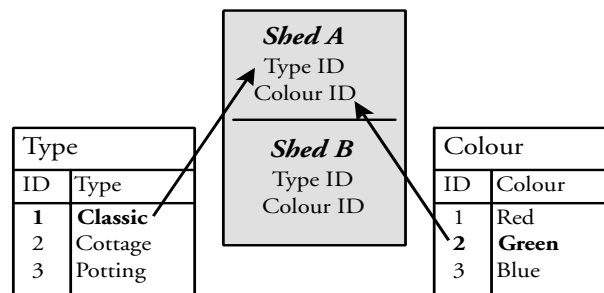 Shed A
Type ID
Colour ID
Shed B
Type ID
Colour ID
Type
ID Type
1 Classic
2 Cottage
3 Potting
Colour
ID Colour
1 Red
2 Green
3 Blue